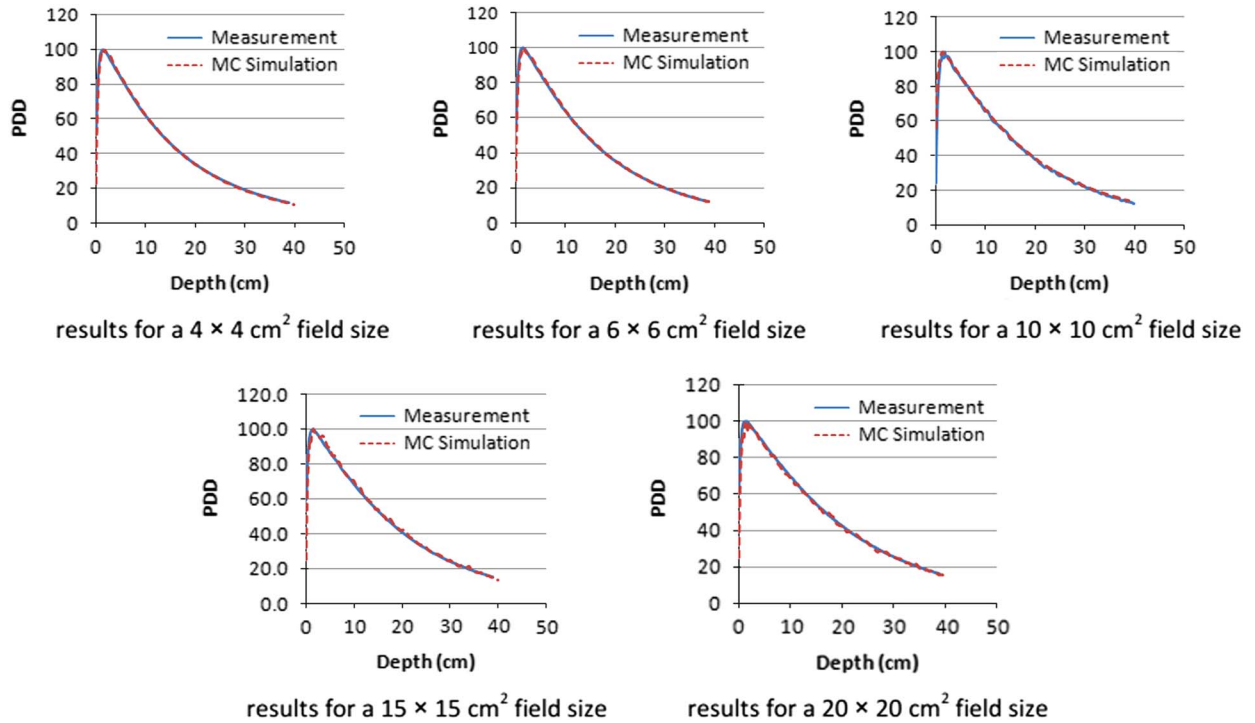 120
100
80
60
40
20
0
PDD
Measurement
MC Simulation
0 10 20 30 40 50
Depth (cm)
results for a 4 × 4 cm² field size
120
100
80
60
40
20
0
PDD
Measurement
MC Simulation
0 10 20 30 40 50
Depth (cm)
results for a 6 × 6 cm² field size
120
100
80
60
40
20
0
PDD
Measurement
MC Simulation
0 10 20 30 40 50
Depth (cm)
results for a 10 × 10 cm² field size
120.0
100.0
80.0
60.0
40.0
20.0
0.0
PDD
Measurement
MC Simulation
0 10 20 30 40 50
Depth (cm)
results for a 15 × 15 cm² field size
120
100
80
60
40
20
0
PDD
Measurement
MC Simulation
0 10 20 30 40 50
Depth (cm)
results for a 20 × 20 cm² field size